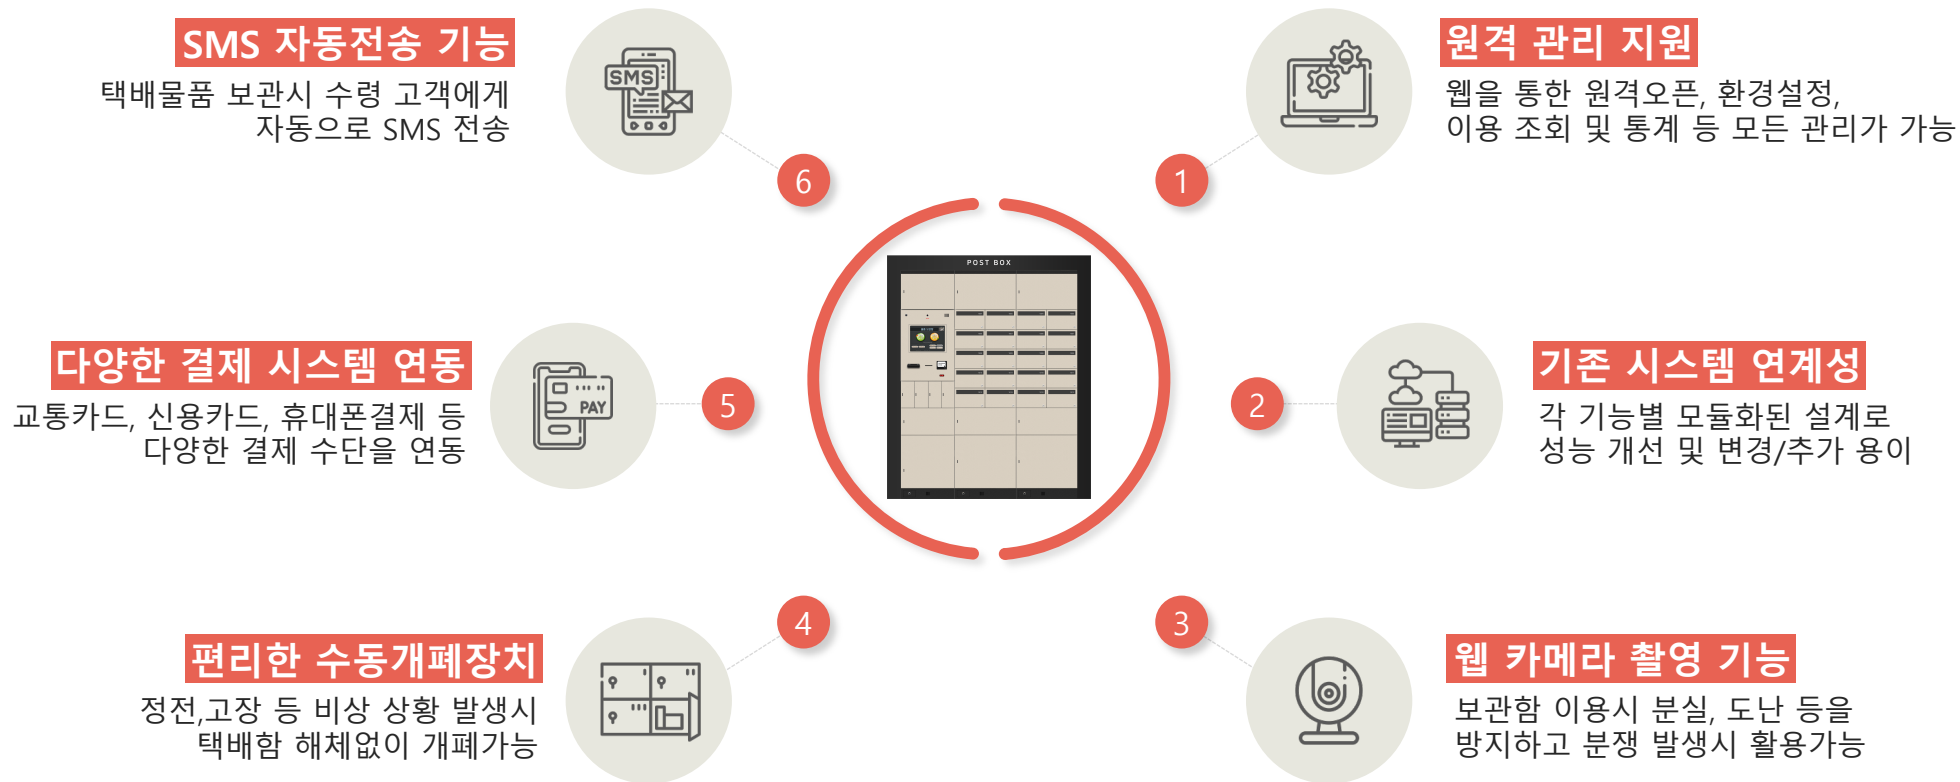 원격 관리 지원
웹을 통한 원격오픈, 환경설정,
이용 조회 및 통계 등 모든 관리가 가능
1
기존 시스템 연계성
각 기능별 모듈화된 설계로
성능 개선 및 변경/추가 용이
2
웹 카메라 촬영 기능
보관함 이용시 분실, 도난 등을
방지하고 분쟁 발생시 활용가능
3
편리한 수동개폐장치
정전,고장 등 비상 상황 발생시
택배함 해체없이 개폐가능
4
다양한 결제 시스템 연동
교통카드, 신용카드, 휴대폰결제 등
다양한 결제 수단을 연동
PAY
5
SMS 자동전송 기능
택배물품 보관시 수령 고객에게
자동으로 SMS 전송
SMS
6
POST BOX